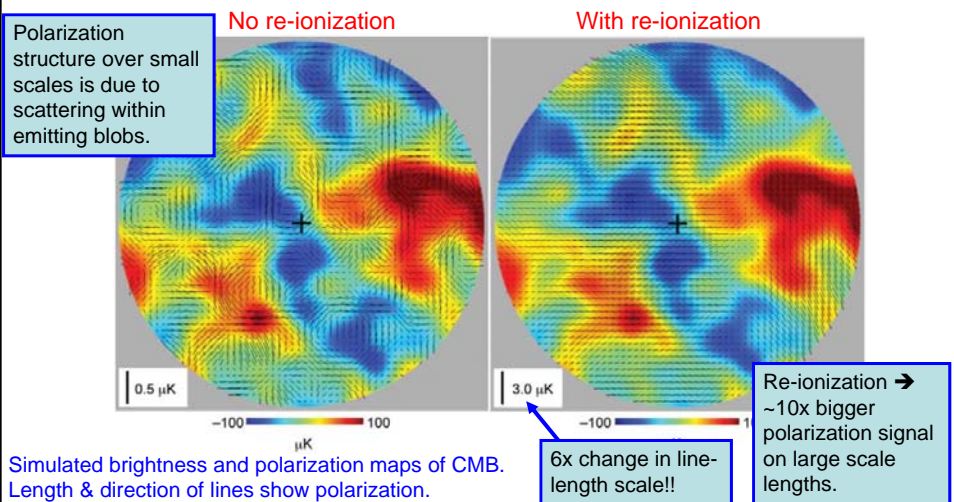 No re-ionization
With re-ionization
Polarization
structure over small
scales is due to
scattering within
emitting blobs.
0.5 μK
3.0 μK
–100
100
μK
–100
Simulated brightness and polarization maps of CMB.
Length & direction of lines show polarization.
6x change in line-
length scale!!
Re-ionization ➔
~10x bigger
polarization signal
on large scale
lengths.